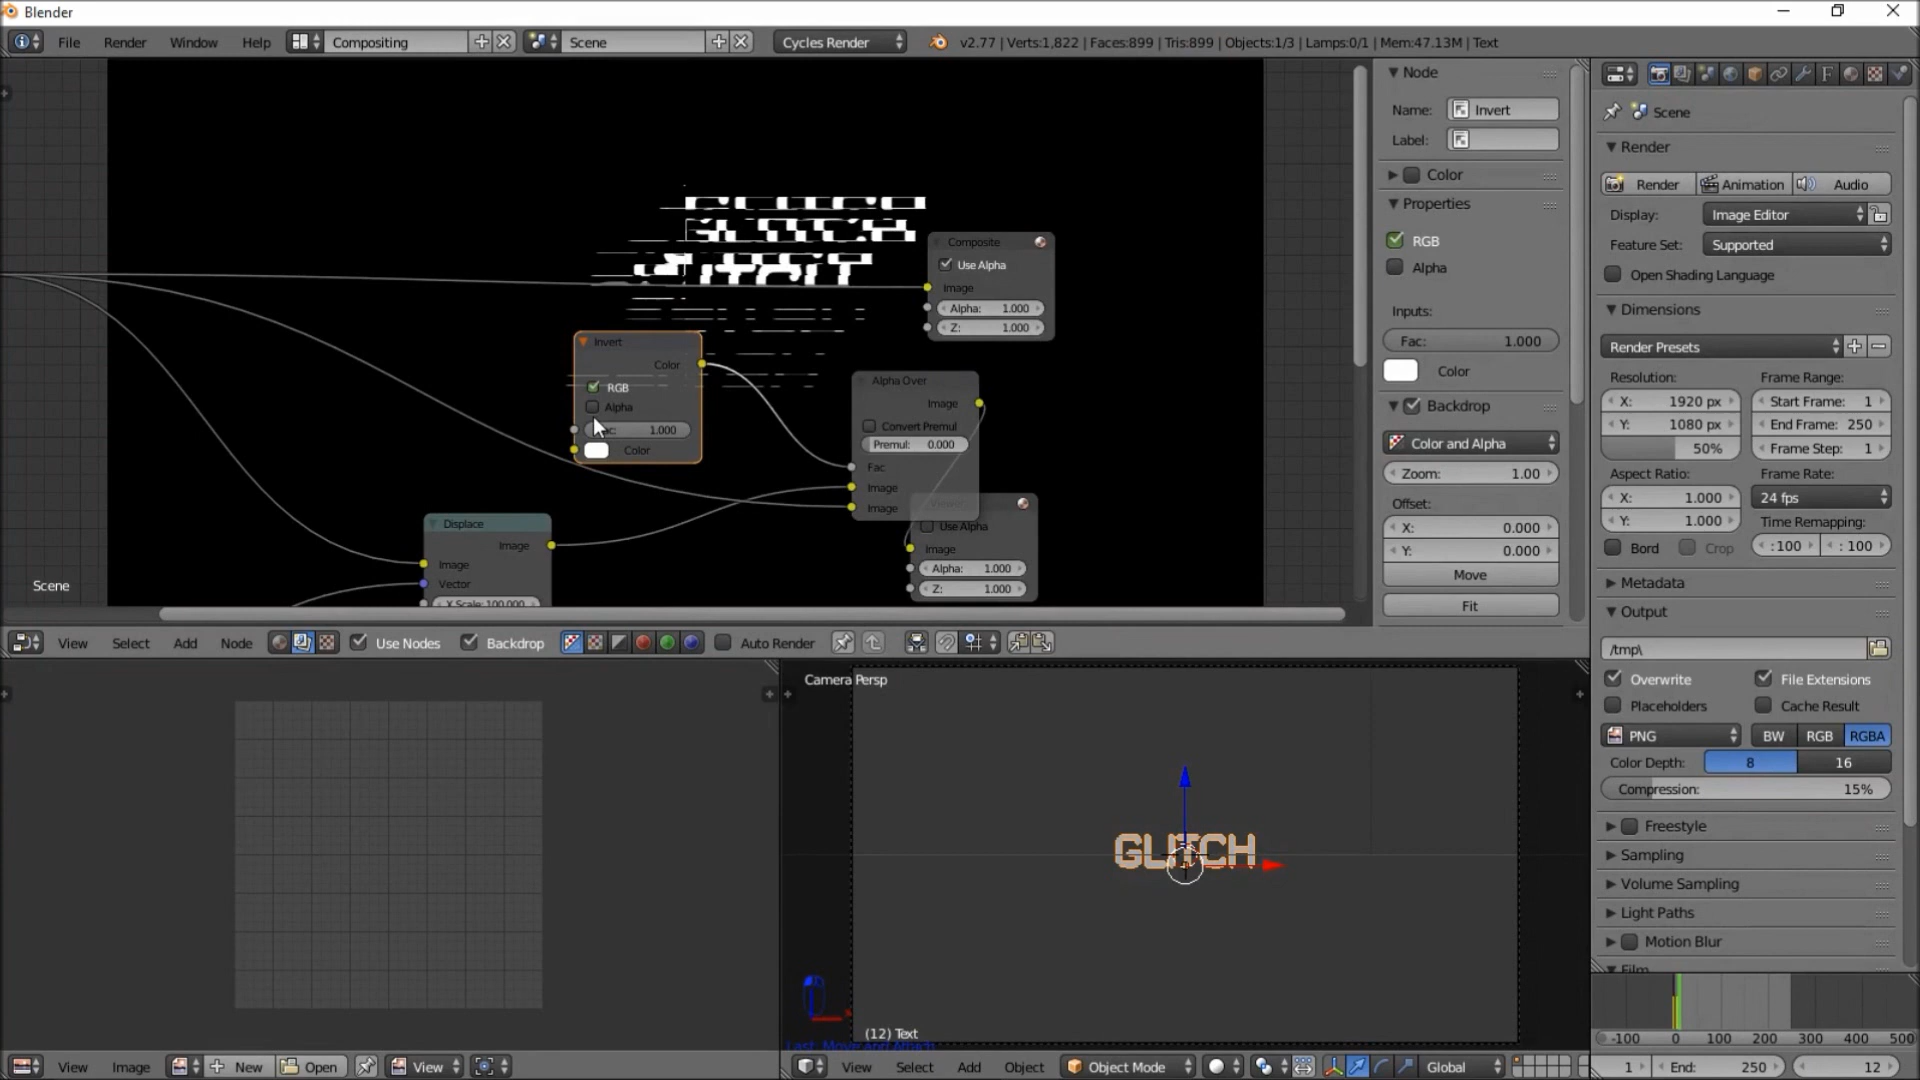 Blender
File Render Window Help Compositing Scene Cycles Render v2.77 | Verts:1,822 | Faces:899 | Tris:899 | Objects:1/3 | Lamps:0/1 | Mem:47.13M | Text
Composite
Use Alpha
Image
Alpha: 1.000
Z: 1.000
Invert
Color
RGB
Alpha
1.000
Color
Alpha Over
Image
Convert Premul
Premul: 0.000
Fac
Image
Image
Use Alpha
Image
Alpha: 1.000
Z: 1.000
Displace
Image
Image
Vector
X Scale: 100.000
Scene
Node
Name: Invert
Label:
Color
Properties
RGB
Alpha
Inputs:
Fac: 1.000
Color
Backdrop
Color and Alpha
Zoom: 1.00
Offset:
X: 0.000
Y: 0.000
Move
Fit
View Select Add Node Use Nodes Backdrop Auto Render
Scene
Render
Render Animation Audio
Display: Image Editor
Feature Set: Supported
Open Shading Language
Dimensions
Render Presets
Resolution: Frame Range:
X: 1920 px Start Frame: 1
Y: 1080 px End Frame: 250
50% Frame Step: 1
Aspect Ratio: Frame Rate:
X: 1.000 24 fps
Y: 1.000 Time Remapping:
Bord Crop :100 : 100
Metadata
Output
/tmp\
Overwrite File Extensions
Placeholders Cache Result
PNG BW RGB RGBA
Color Depth: 8 16
Compression: 15%
Freestyle
Sampling
Volume Sampling
Light Paths
Motion Blur
Film
Camera Persp
GLITCH
(12) Text
View Image New Open View
View Select Add Object Object Mode Global
-100 0 100 200 300 400 500
1 End: 250 12